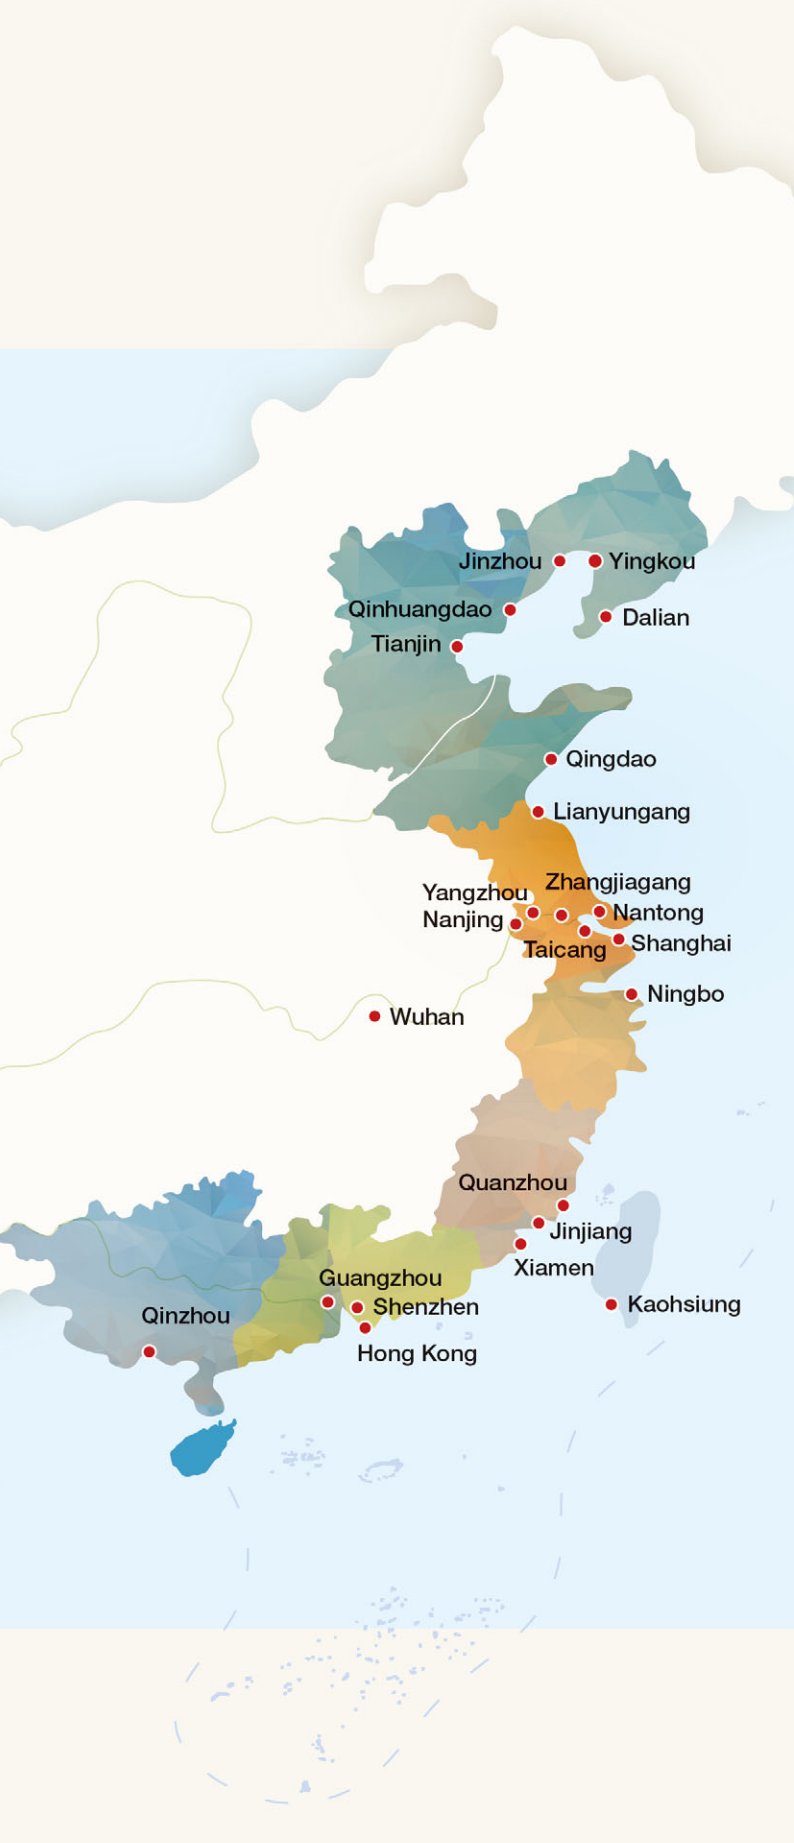 Jinzhou
Yingkou
Qinhuangdao
Dalian
Tianjin
Qingdao
Lianyungang
Zhangjiagang
Yangzhou
Nantong
Nanjing
Shanghai
Taicang
Ningbo
Wuhan
Quanzhou
Jinjiang
Xiamen
Guangzhou
Kaohsiung
Shenzhen
Qinzhou
Hong Kong